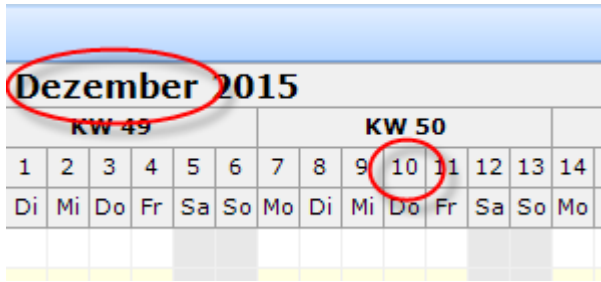 Dezember 2015
KW 49 KW 50
1 2 3 4 5 6 7 8 9 10 11 12 13 14
Di Mi Do Fr Sa So Mo Di Mi Do Fr Sa So Mo